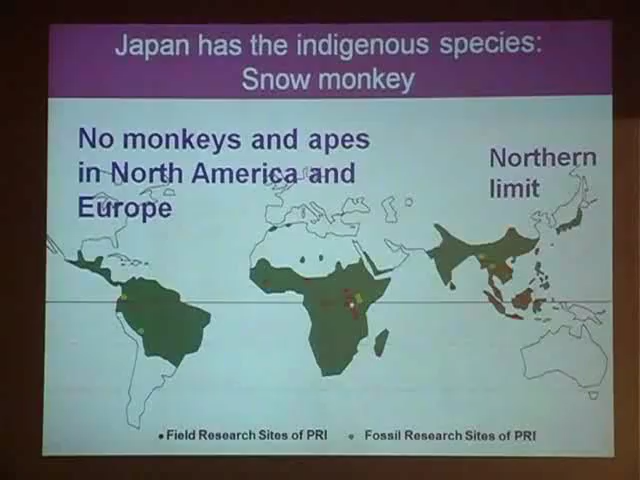 Japan has the indigenous species:
Snow monkey
No monkeys and apes
in North America and
Europe
Northern
limit
•Field Research Sites of PRI
• Fossil Research Sites of PRI